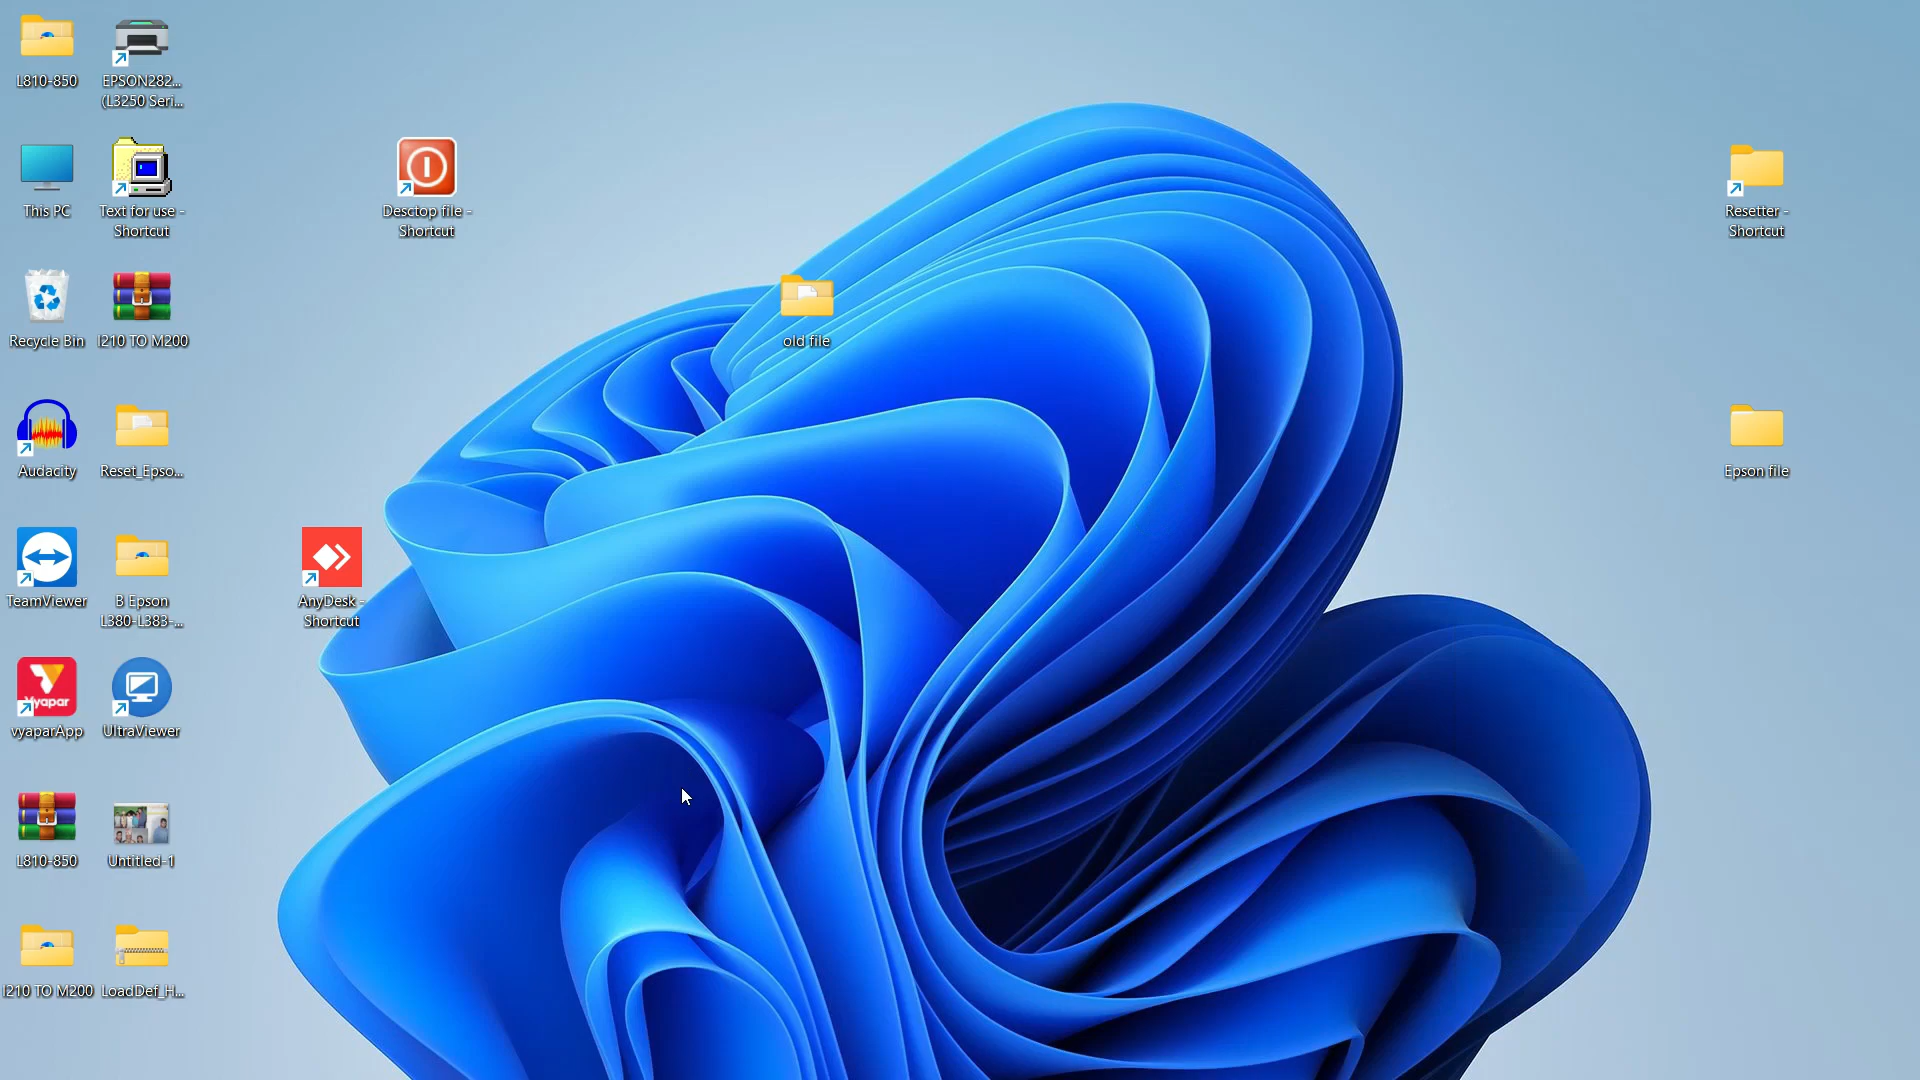 L810-850
EPSON282...
(L3250 Seri...
This PC
Text for use -
Shortcut
Desctop file -
Shortcut
Resetter -
Shortcut
Recycle Bin
I210 TO M200
old file
Audacity
Reset_Epso...
Epson file
TeamViewer
B Epson
L380-L383-...
AnyDesk -
Shortcut
Vyapar
vyaparApp
UltraViewer
L810-850
Untitled-1
I210 TO M200
LoadDef_H...